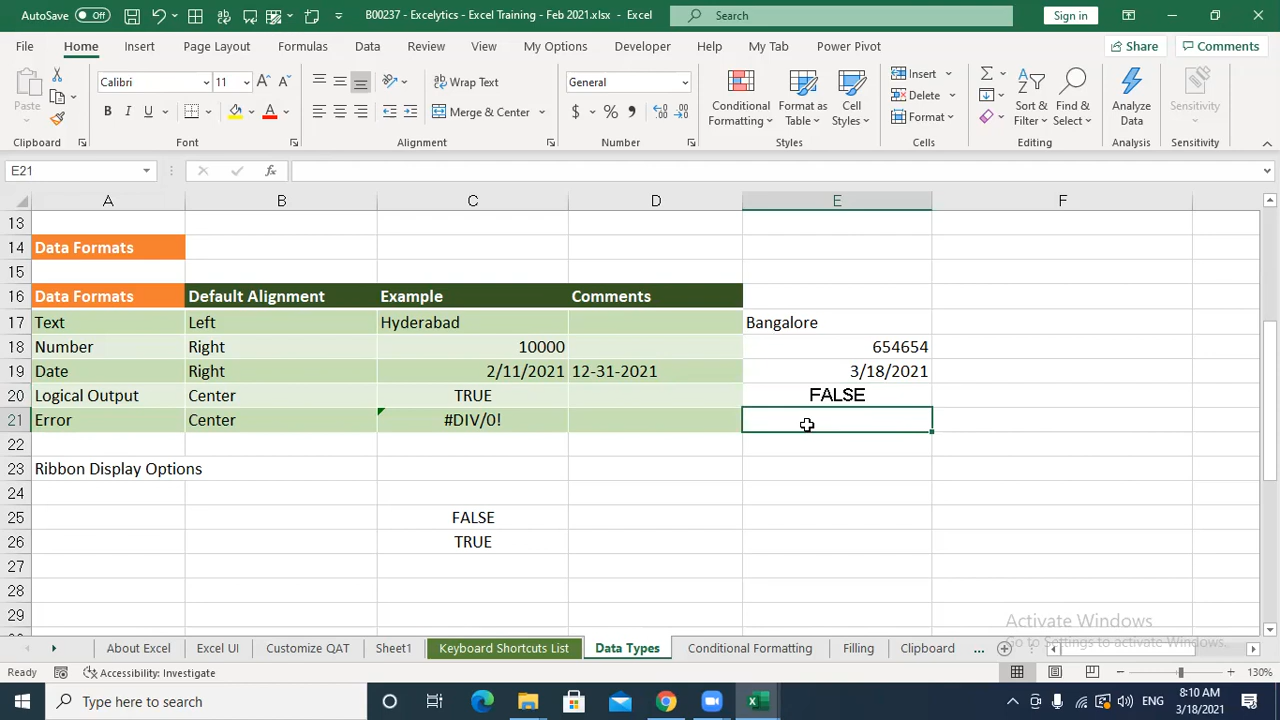 AutoSave Off B00237 - Excelytics - Excel Training - Feb 2021.xlsx - Excel Search Sign in
File Home Insert Page Layout Formulas Data Review View My Options Developer Help My Tab Power Pivot Share Comments
Paste Calibri 11 A A Wrap Text General Conditional Formatting Format as Table Cell Styles Insert Delete Format Sort & Filter Find & Select Analyze Data Sensitivity
B I U A Merge & Center $ %
Clipboard Font Alignment Number Styles Cells Editing Analysis Sensitivity
E21 fx
A B C D E F
13
14 Data Formats
15
16 Data Formats Default Alignment Example Comments
17 Text Left Hyderabad Bangalore
18 Number Right 10000 654654
19 Date Right 2/11/2021 12-31-2021 3/18/2021
20 Logical Output Center TRUE FALSE
21 Error Center #DIV/0!
22
23 Ribbon Display Options
24
25 FALSE
26 TRUE
27
28
29
Activate Windows
Go to Settings to activate Windows.
About Excel Excel UI Customize QAT Sheet1 Keyboard Shortcuts List Data Types Conditional Formatting Filling Clipboard ...
Ready Accessibility: Investigate 130%
Type here to search 8:10 AM
3/18/2021